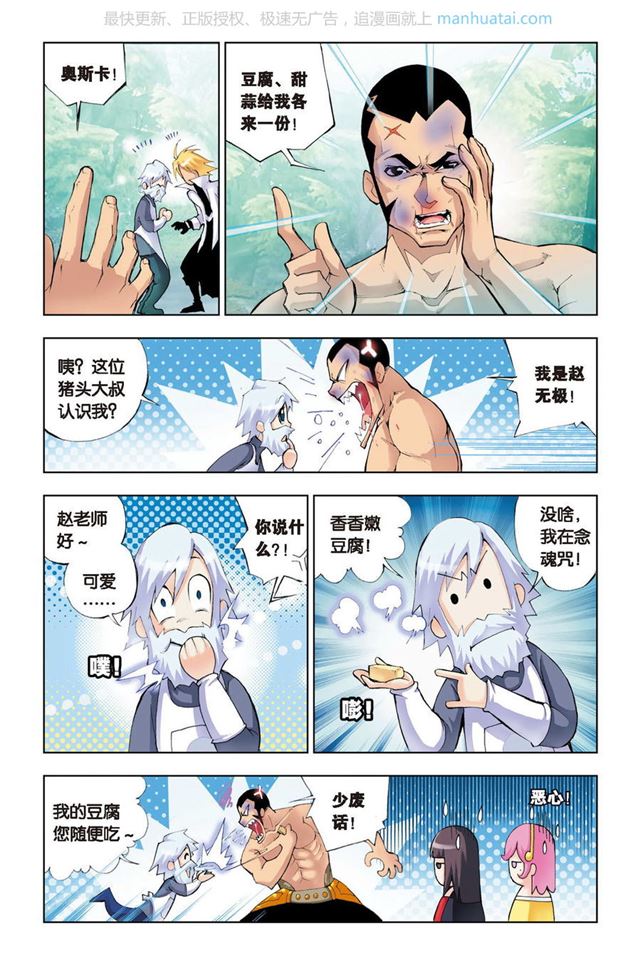 最快更新、正版授权、极速无广告，追漫画就上 manhuatai.com
奥斯卡！
豆腐、甜
蒜给我各
来一份！
咦？这位
猪头大叔
认识我？
我是赵
无极！
赵老师
好~
可爱
……
你说什
么？！
噗！
香香嫩
豆腐！
没啥，
我在念
魂咒！
嘭！
我的豆腐
您随便吃~
少废
话！
恶心！